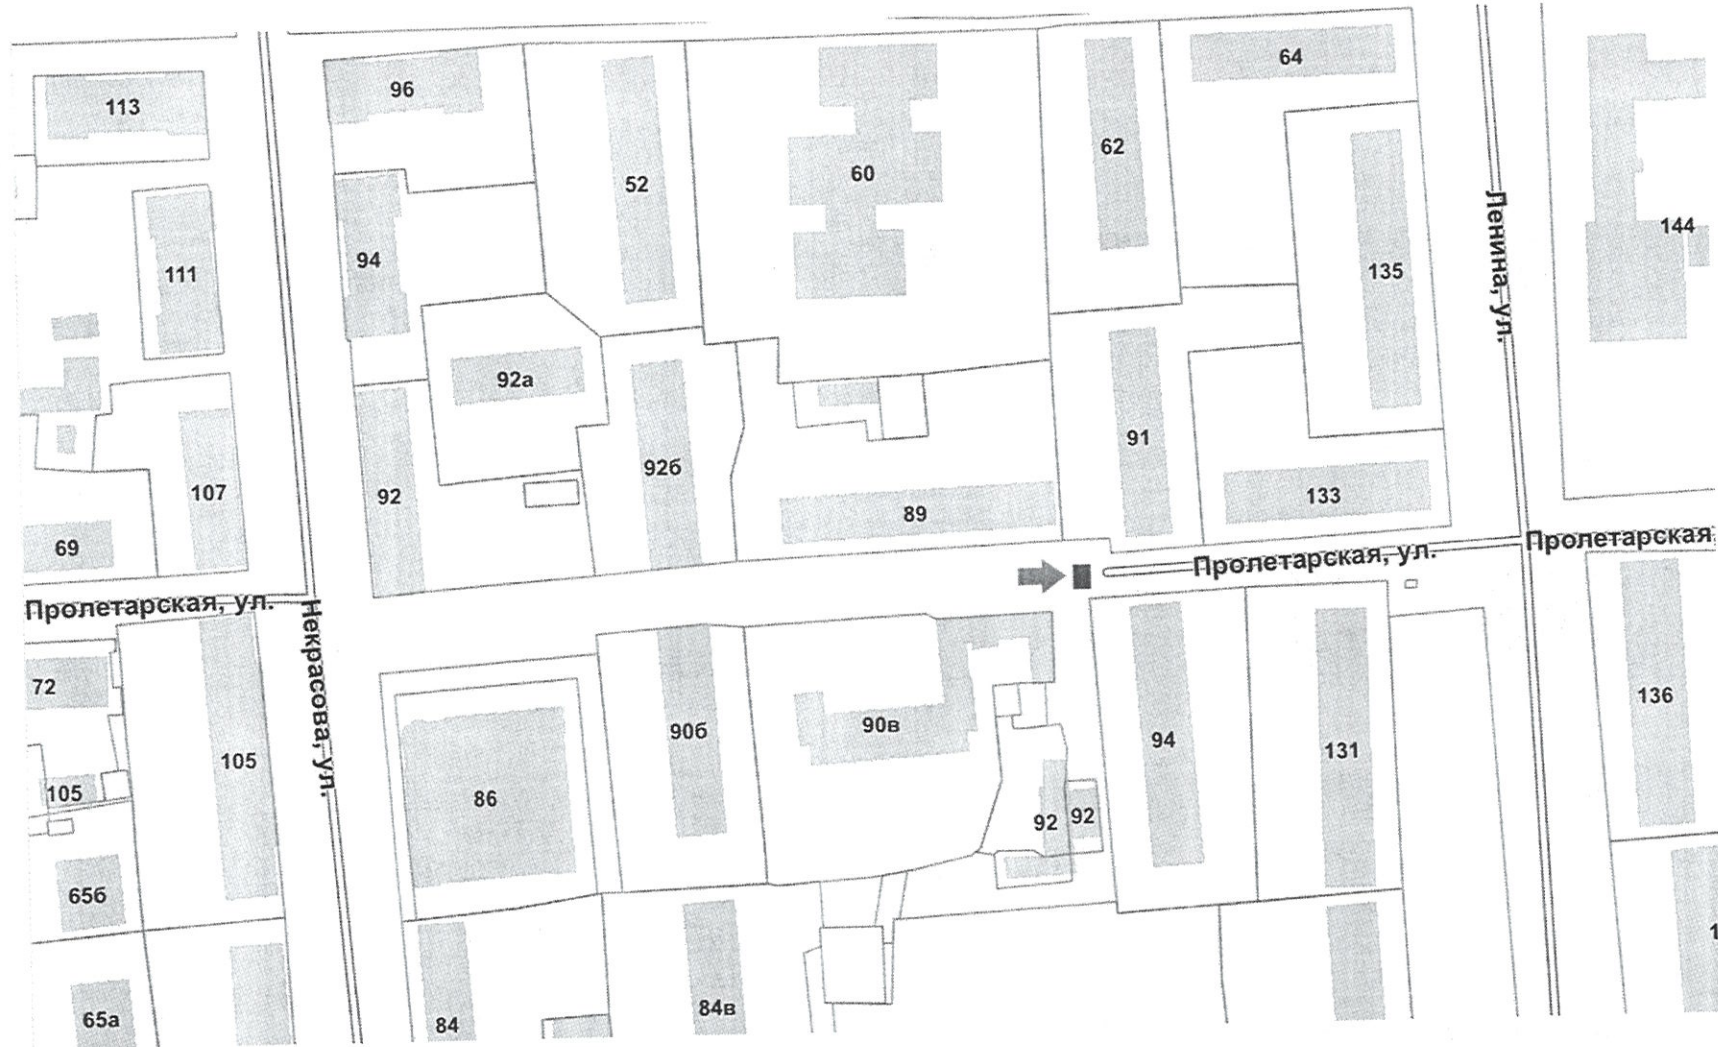 64
96
113
62
60
52
Ленина, ул.
144
94
135
111
92а
91
92б
107
92
133
89
69
Пролетарская
Пролетарская, ул.
Пролетарская, ул.
Некрасова, ул.
72
136
90в
90б
94
131
105
105
86
92
92
65б
1
84в
65а
84